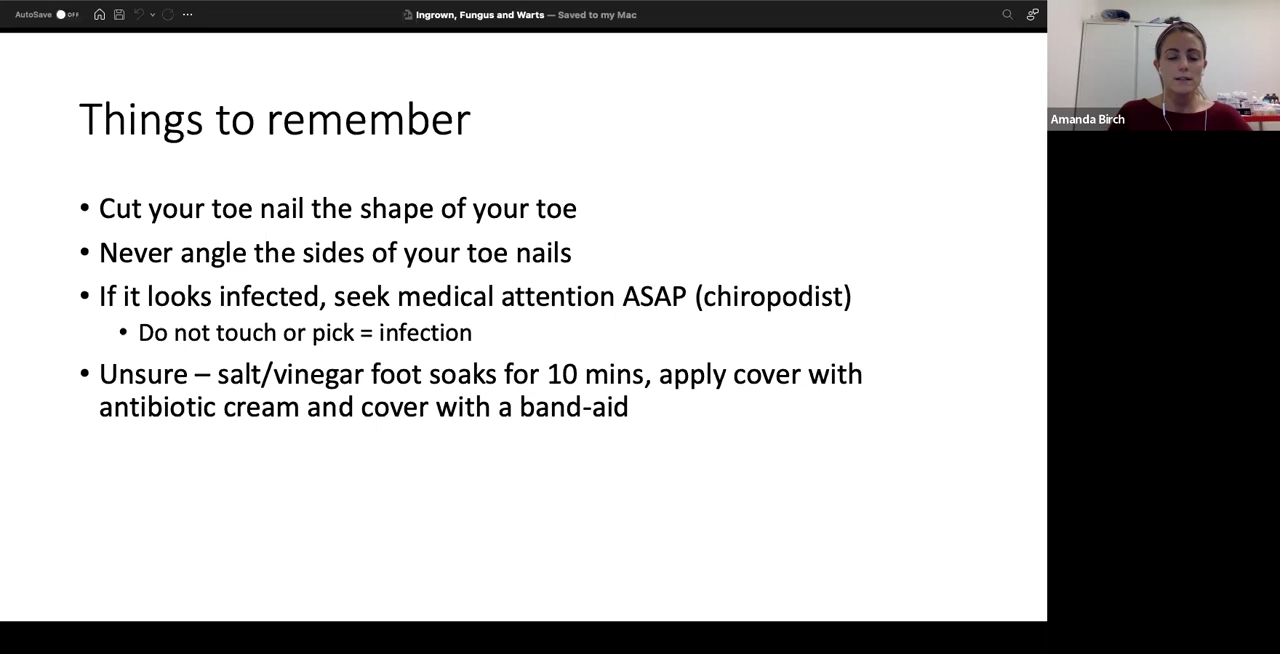 AutoSave OFF
Ingrown, Fungus and Warts — Saved to my Mac
Amanda Birch
Things to remember
• Cut your toe nail the shape of your toe
• Never angle the sides of your toe nails
• If it looks infected, seek medical attention ASAP (chiropodist)
• Do not touch or pick = infection
• Unsure – salt/vinegar foot soaks for 10 mins, apply cover with
antibiotic cream and cover with a band-aid